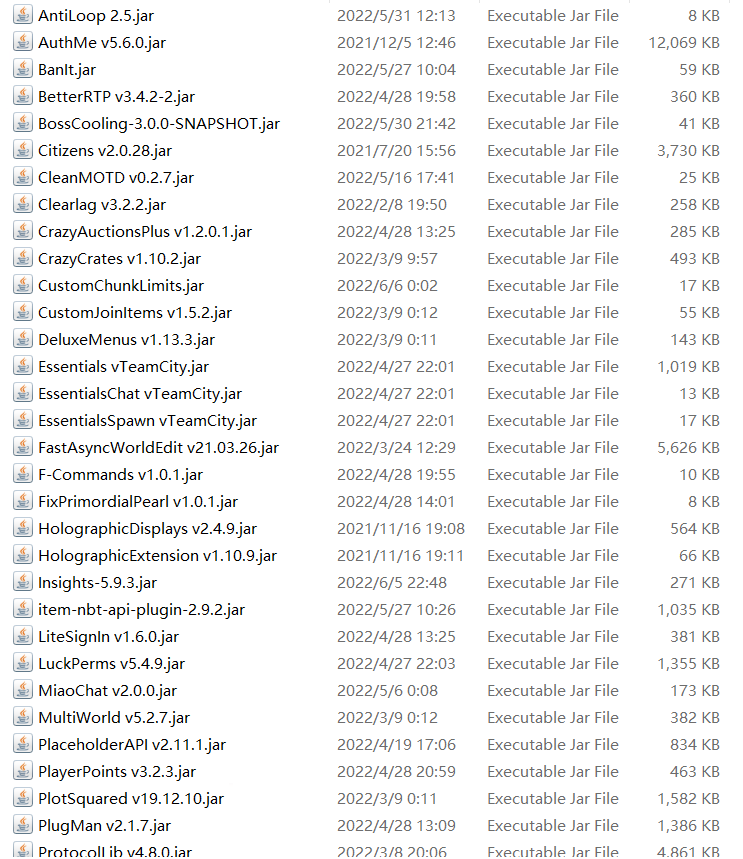 AntiLoop 2.5.jar 2022/5/31 12:13 Executable Jar File 8 KB
AuthMe v5.6.0.jar 2021/12/5 12:46 Executable Jar File 12,069 KB
BanIt.jar 2022/5/27 10:04 Executable Jar File 59 KB
BetterRTP v3.4.2-2.jar 2022/4/28 19:58 Executable Jar File 360 KB
BossCooling-3.0.0-SNAPSHOT.jar 2022/5/30 21:42 Executable Jar File 41 KB
Citizens v2.0.28.jar 2021/7/20 15:56 Executable Jar File 3,730 KB
CleanMOTD v0.2.7.jar 2022/5/16 17:41 Executable Jar File 25 KB
Clearlag v3.2.2.jar 2022/2/8 19:50 Executable Jar File 258 KB
CrazyAuctionsPlus v1.2.0.1.jar 2022/4/28 13:25 Executable Jar File 285 KB
CrazyCrates v1.10.2.jar 2022/3/9 9:57 Executable Jar File 493 KB
CustomChunkLimits.jar 2022/6/6 0:02 Executable Jar File 17 KB
CustomJoinItems v1.5.2.jar 2022/3/9 0:12 Executable Jar File 55 KB
DeluxeMenus v1.13.3.jar 2022/3/9 0:11 Executable Jar File 143 KB
Essentials vTeamCity.jar 2022/4/27 22:01 Executable Jar File 1,019 KB
EssentialsChat vTeamCity.jar 2022/4/27 22:01 Executable Jar File 13 KB
EssentialsSpawn vTeamCity.jar 2022/4/27 22:01 Executable Jar File 17 KB
FastAsyncWorldEdit v21.03.26.jar 2022/3/24 12:29 Executable Jar File 5,626 KB
F-Commands v1.0.1.jar 2022/4/28 19:55 Executable Jar File 10 KB
FixPrimordialPearl v1.0.1.jar 2022/4/28 14:01 Executable Jar File 8 KB
HolographicDisplays v2.4.9.jar 2021/11/16 19:08 Executable Jar File 564 KB
HolographicExtension v1.10.9.jar 2021/11/16 19:11 Executable Jar File 66 KB
Insights-5.9.3.jar 2022/6/5 22:48 Executable Jar File 271 KB
item-nbt-api-plugin-2.9.2.jar 2022/5/27 10:26 Executable Jar File 1,035 KB
LiteSignIn v1.6.0.jar 2022/4/28 13:25 Executable Jar File 381 KB
LuckPerms v5.4.9.jar 2022/4/27 22:03 Executable Jar File 1,355 KB
MiaoChat v2.0.0.jar 2022/5/6 0:08 Executable Jar File 173 KB
MultiWorld v5.2.7.jar 2022/3/9 0:12 Executable Jar File 382 KB
PlaceholderAPI v2.11.1.jar 2022/4/19 17:06 Executable Jar File 834 KB
PlayerPoints v3.2.3.jar 2022/4/28 20:59 Executable Jar File 463 KB
PlotSquared v19.12.10.jar 2022/3/9 0:11 Executable Jar File 1,582 KB
PlugMan v2.1.7.jar 2022/4/28 13:09 Executable Jar File 1,386 KB
ProtocolLib v4.8.0.jar 2022/3/8 20:06 Executable Jar File 4,861 KB